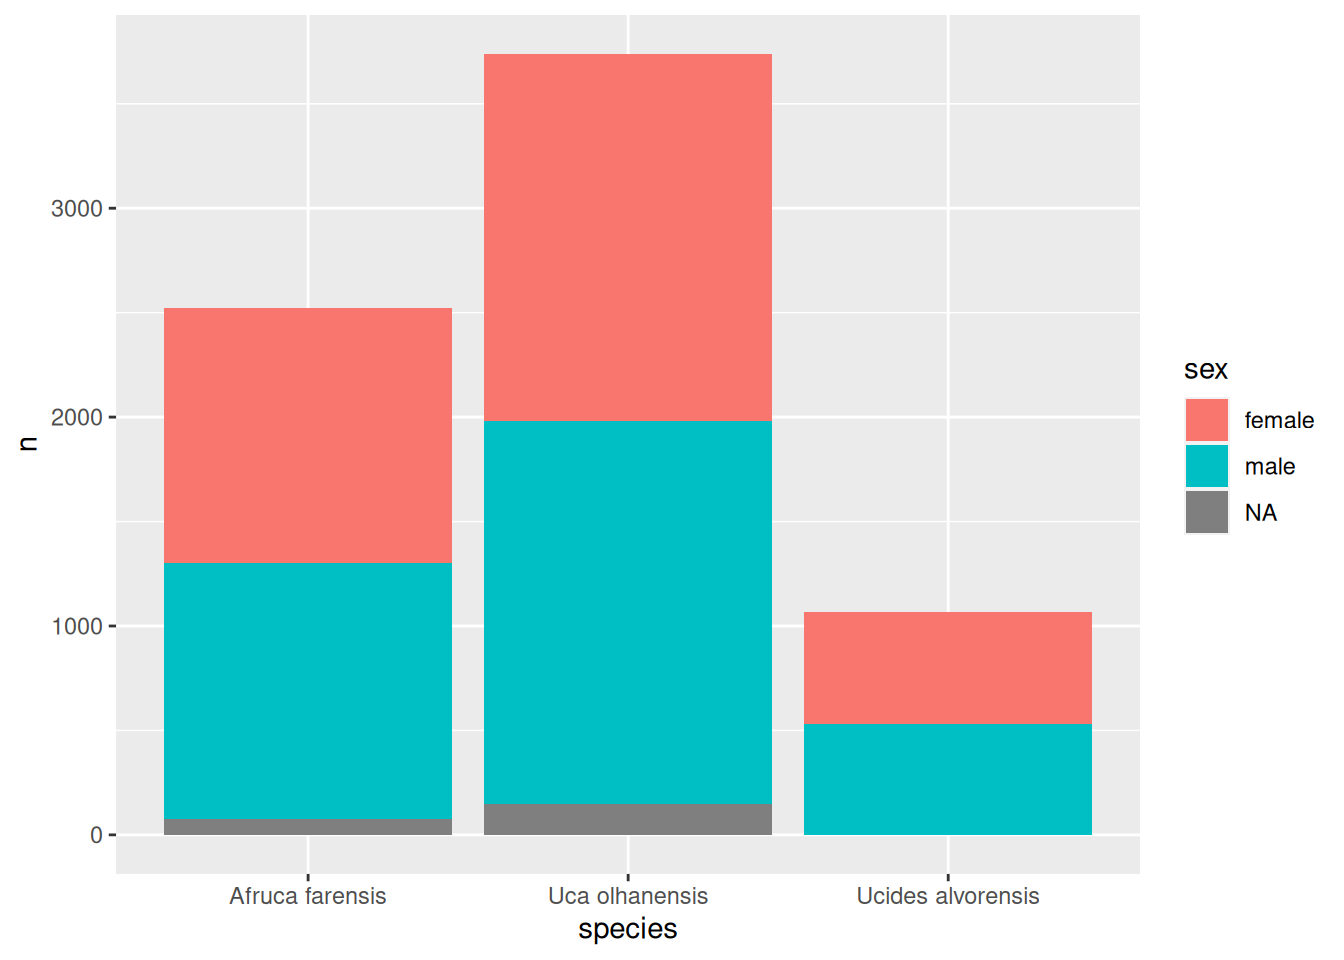 n
3000
2000
1000
0
Afruca farensis
Uca olhanensis
Ucides alvorensis
species
sex
female
male
NA